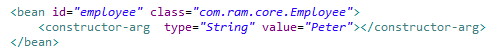 <bean id="employee" class="com.ram.core.Employee">
<constructor-arg  type="String" value="Peter"></constructor-arg>
</bean>